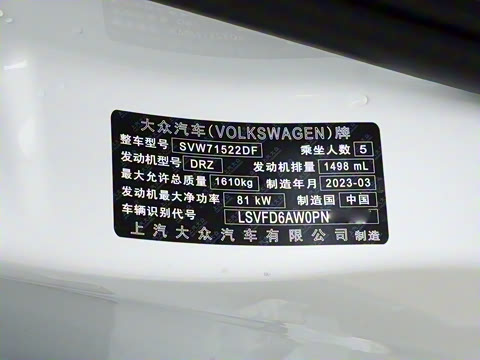 大众汽车(VOLKSWAGEN)牌
整车型号 SVW71522DF 乘坐人数 5
发动机型号 DRZ 发动机排量 1498 mL
最大允许总质量 1610kg 制造年月 2023-03
发动机最大净功率 81 kW 制造国 中国
车辆识别代号 LSVFD6AW0PN
上汽大众汽车有限公司 制造